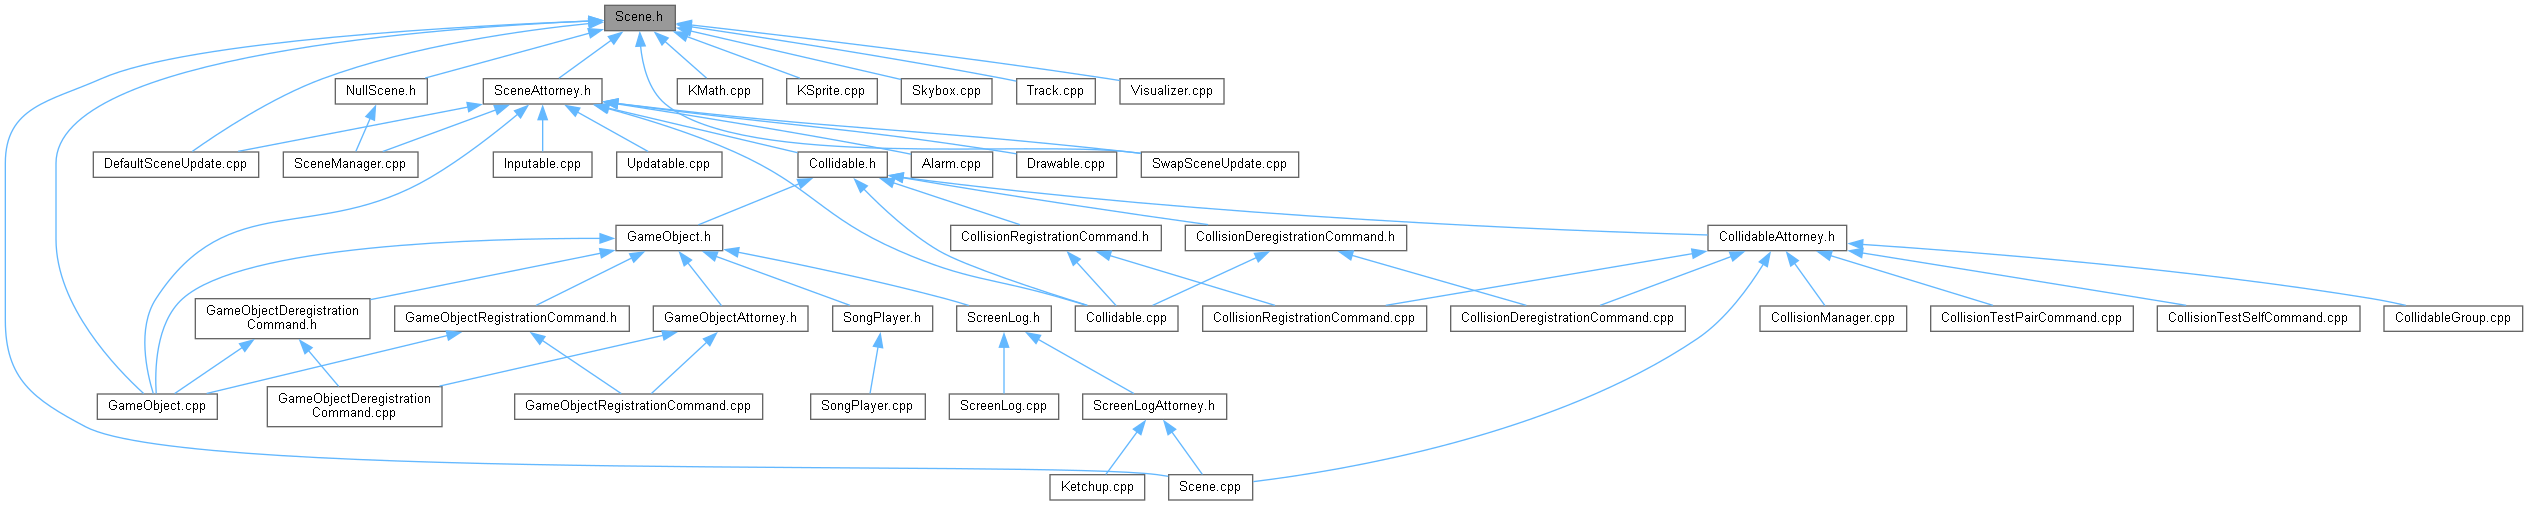 Scene.h
NullScene.h
SceneAttorney.h
KMath.cpp
KSprite.cpp
Skybox.cpp
Track.cpp
Visualizer.cpp
DefaultSceneUpdate.cpp
SceneManager.cpp
Inputable.cpp
Updatable.cpp
Collidable.h
Alarm.cpp
Drawable.cpp
SwapSceneUpdate.cpp
GameObject.h
CollisionRegistrationCommand.h
CollisionDeregistrationCommand.h
CollidableAttorney.h
GameObjectDeregistration
Command.h
GameObjectRegistrationCommand.h
GameObjectAttorney.h
SongPlayer.h
ScreenLog.h
Collidable.cpp
CollisionRegistrationCommand.cpp
CollisionDeregistrationCommand.cpp
CollisionManager.cpp
CollisionTestPairCommand.cpp
CollisionTestSelfCommand.cpp
CollidableGroup.cpp
GameObject.cpp
GameObjectDeregistration
Command.cpp
GameObjectRegistrationCommand.cpp
SongPlayer.cpp
ScreenLog.cpp
ScreenLogAttorney.h
Ketchup.cpp
Scene.cpp